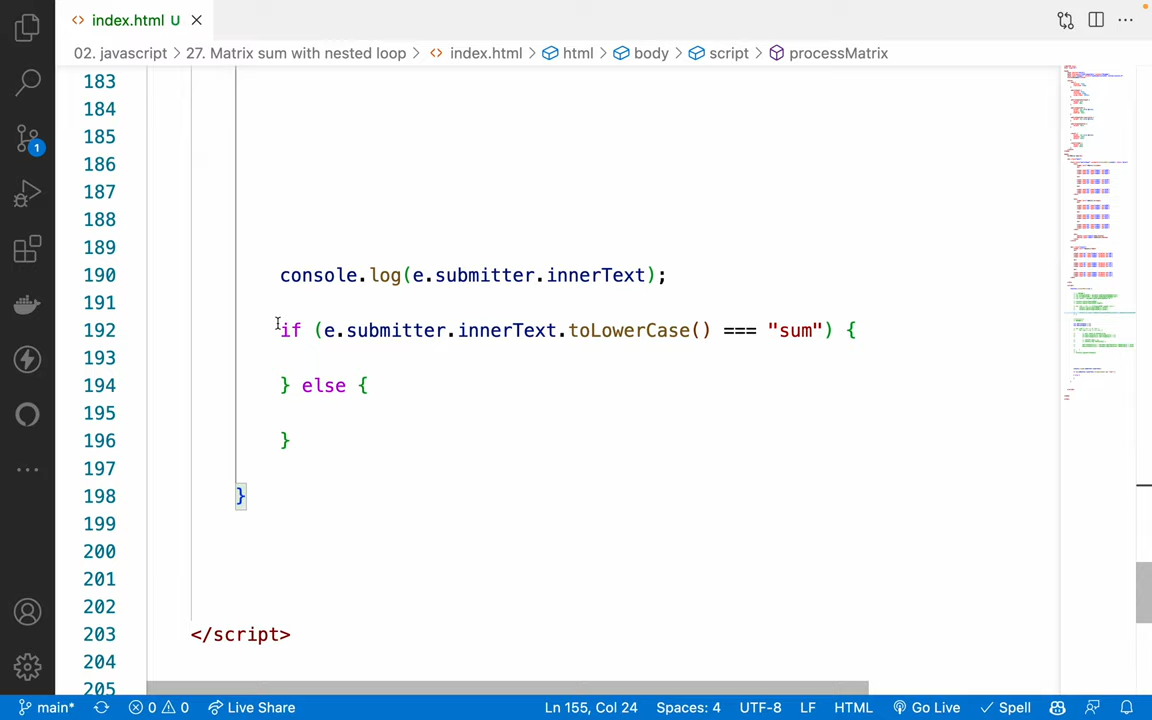 index.html U
02. javascript > 27. Matrix sum with nested loop > index.html > html > body > script > processMatrix
183
184
185
186
187
188
189
190 console.log(e.submitter.innerText);
191
192 if (e.submitter.innerText.toLowerCase() === "sum") {
193
194 } else {
195
196 }
197
198 }
199
200
201
202
203 </script>
204
205
1
main* 0 0 Live Share Ln 155, Col 24 Spaces: 4 UTF-8 LF HTML Go Live Spell